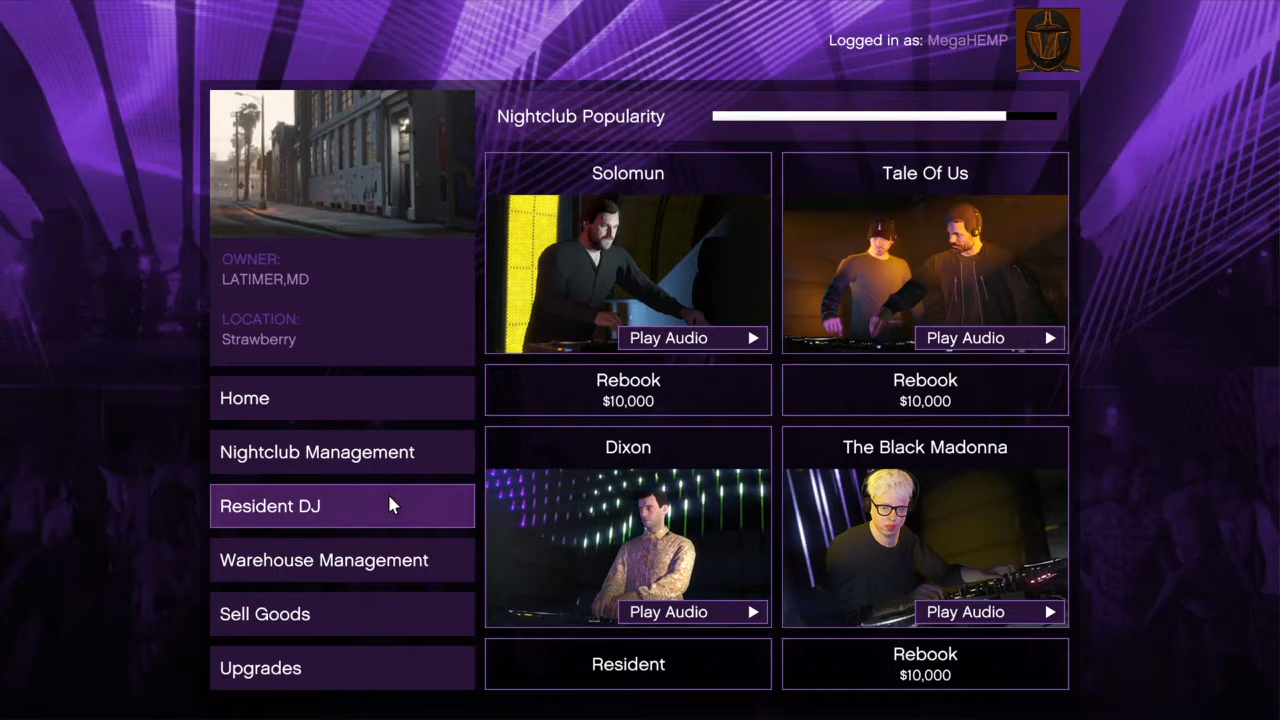 Logged in as: MegaHEMP
OWNER:
LATIMER,MD
LOCATION:
Strawberry
Home
Nightclub Management
Resident DJ
Warehouse Management
Sell Goods
Upgrades
Nightclub Popularity
Solomun
Play Audio
Rebook
$10,000
Tale Of Us
Play Audio
Rebook
$10,000
Dixon
Play Audio
Resident
The Black Madonna
Play Audio
Rebook
$10,000